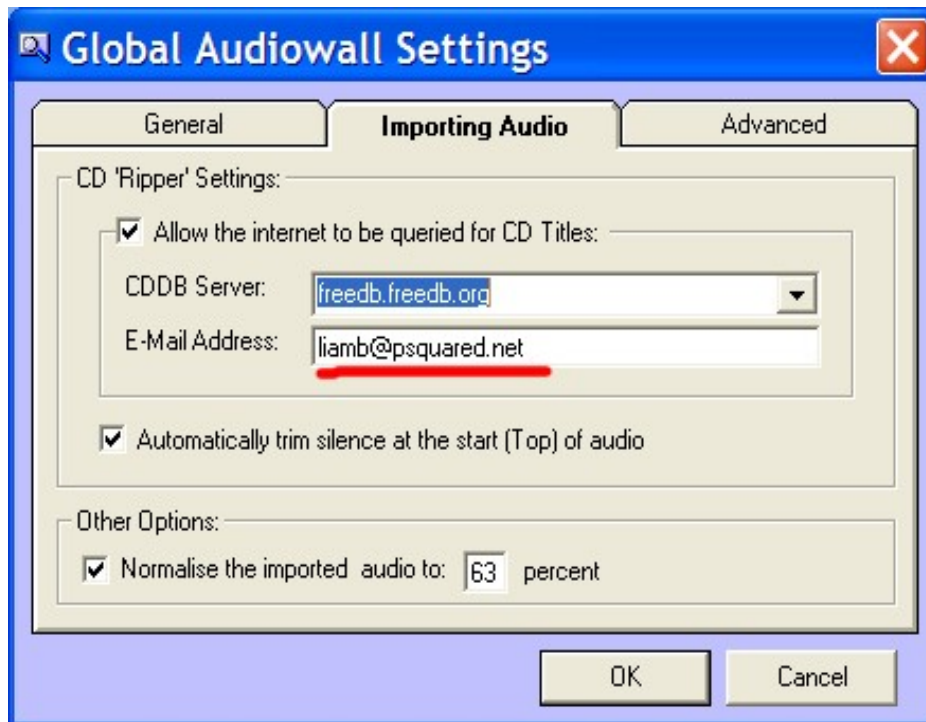 Global Audiowall Settings
General
Importing Audio
Advanced
CD 'Ripper' Settings:
Allow the internet to be queried for CD Titles:
CDDB Server:
freedb.freedb.org
E-Mail Address:
liamb@psquared.net
Automatically trim silence at the start (Top) of audio
Other Options:
Normalise the imported audio to: 63 percent
OK
Cancel